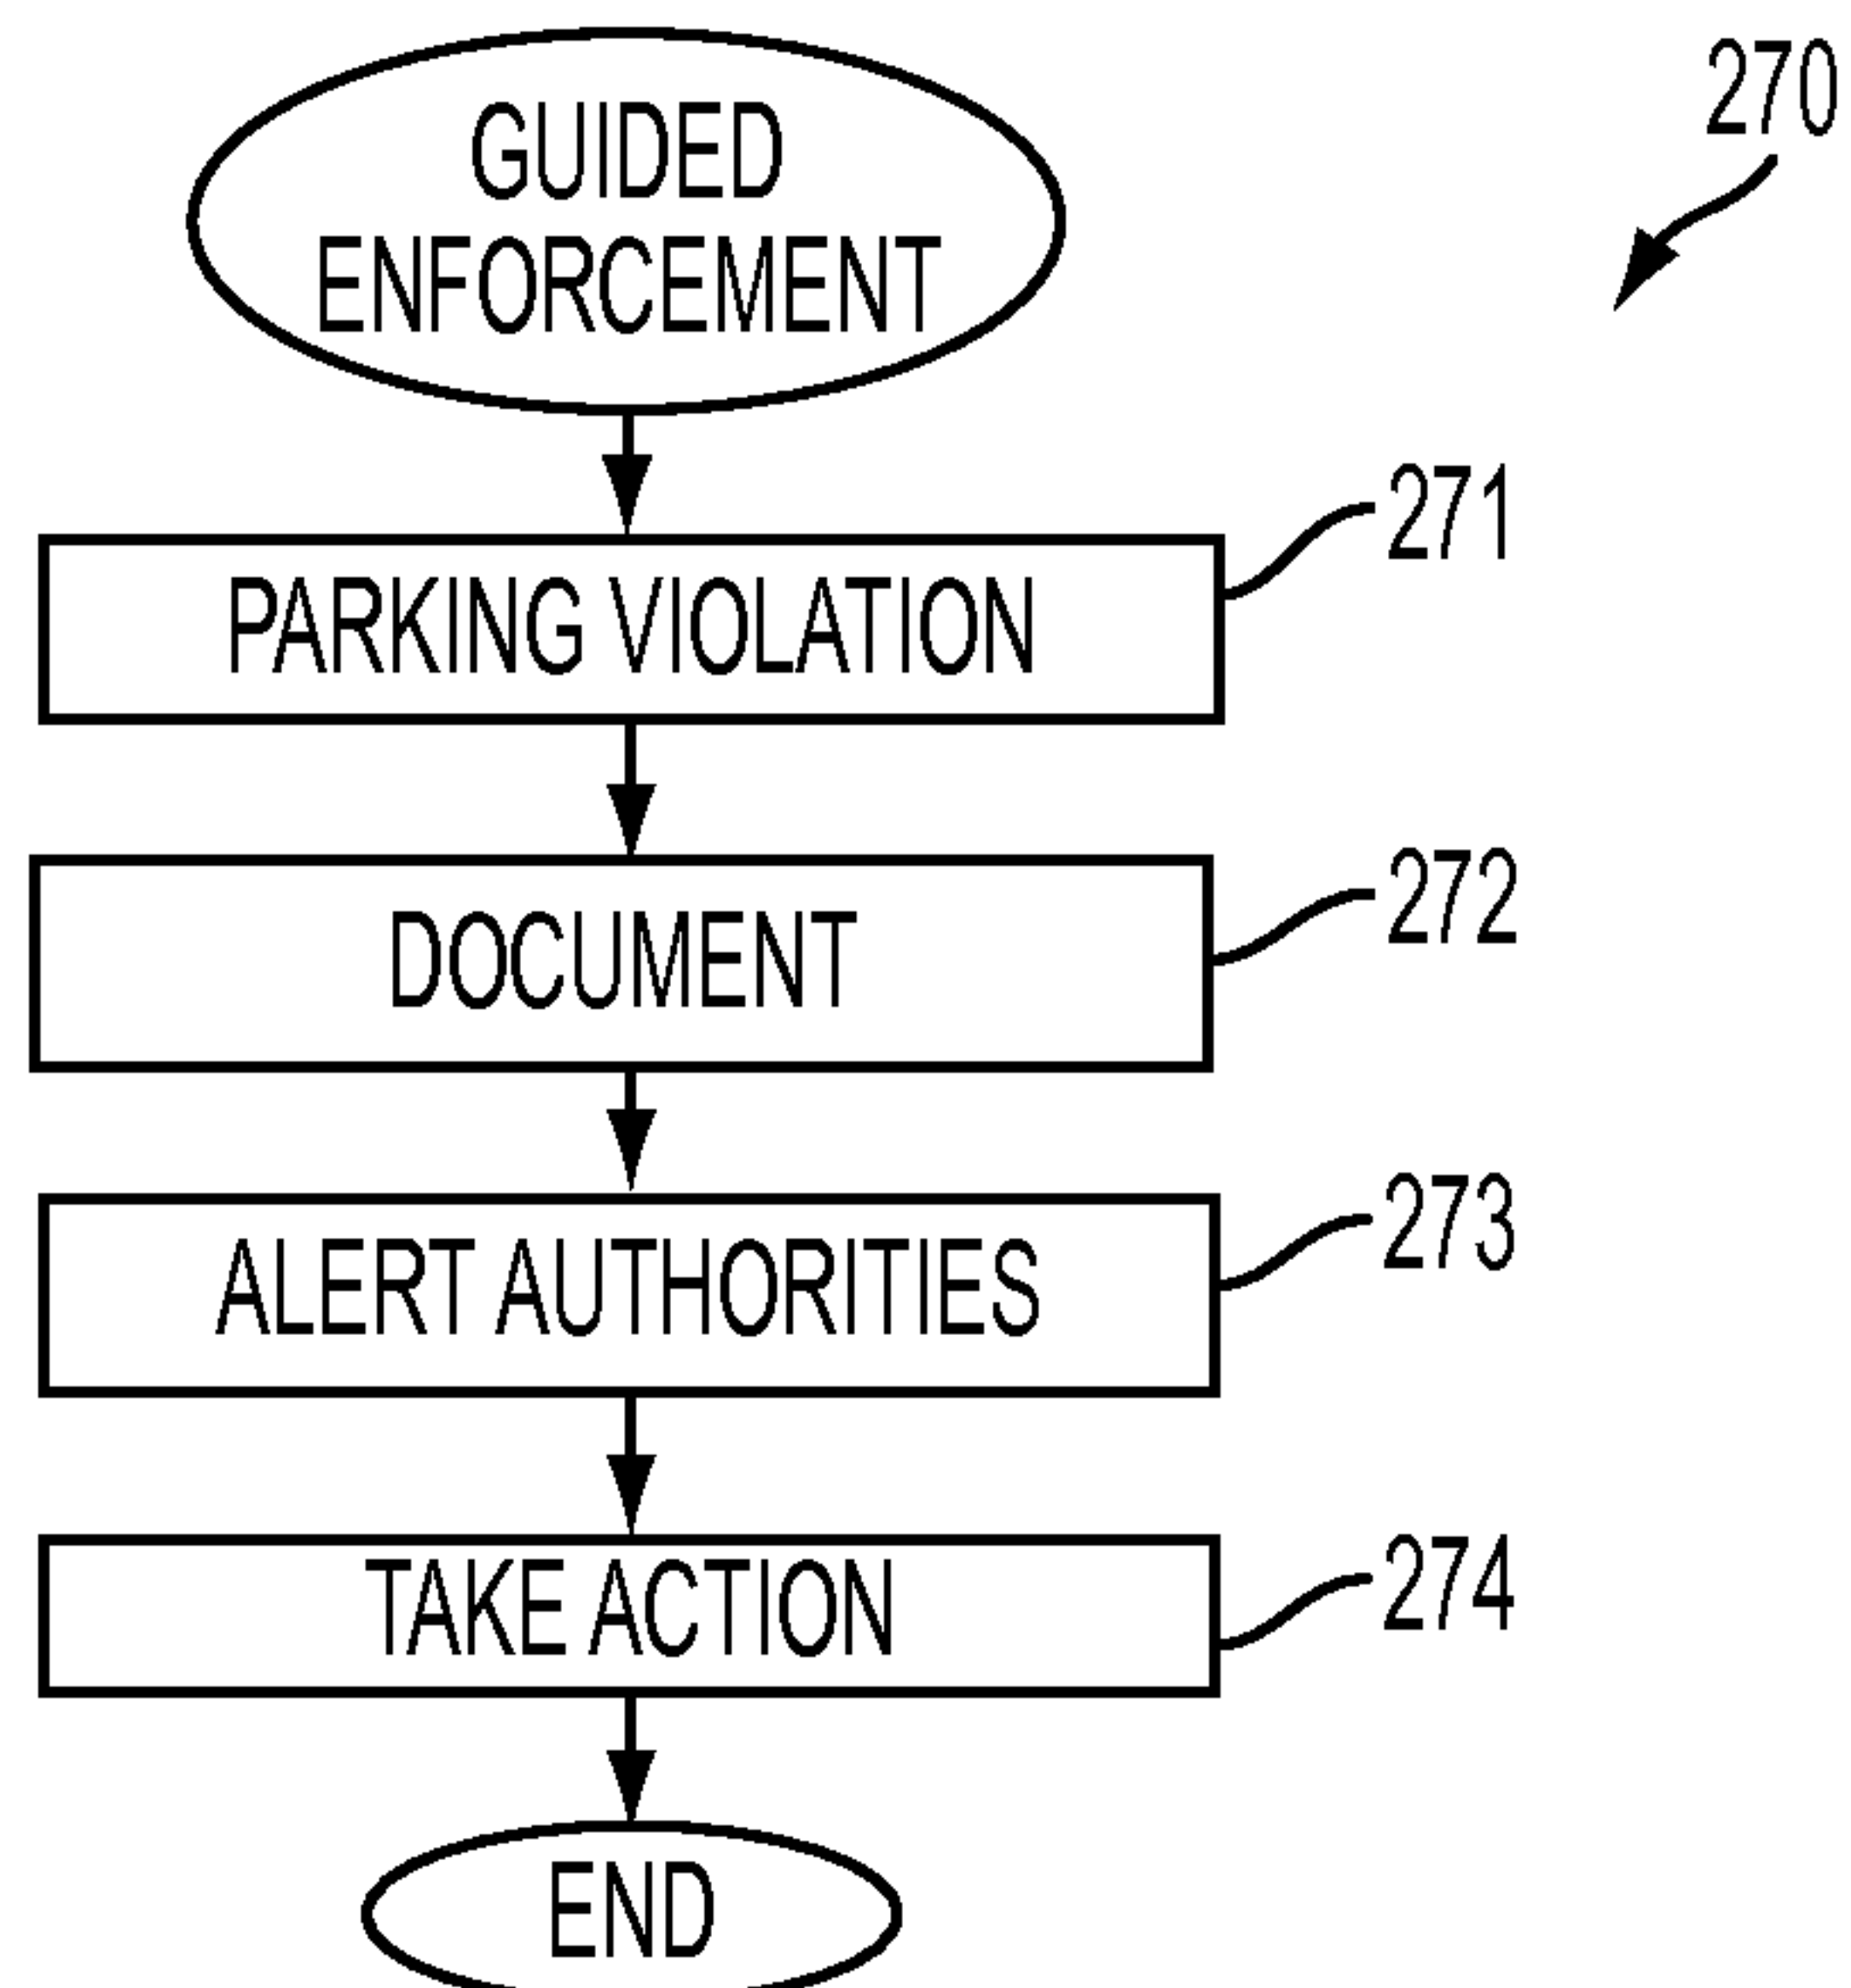 GUIDED
ENFORCEMENT
270
PARKING VIOLATION
271
DOCUMENT
272
ALERT AUTHORITIES
273
TAKE ACTION
274
END